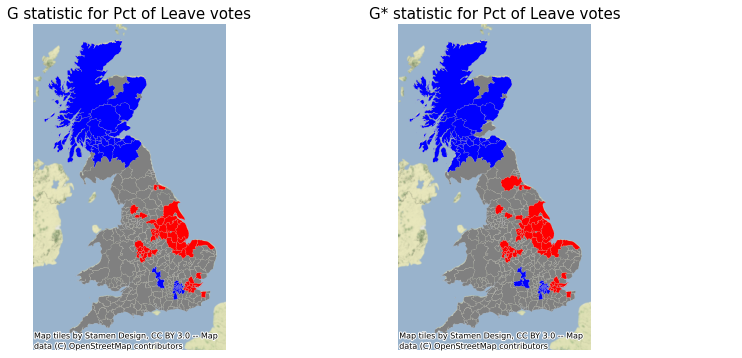 G statistic for Pct of Leave votes
G* statistic for Pct of Leave votes
Map tiles by Stamen Design, CC BY 3.0 -- Map
data (C) OpenStreetMap contributors
Map tiles by Stamen Design, CC BY 3.0 -- Map
data (C) OpenStreetMap contributors